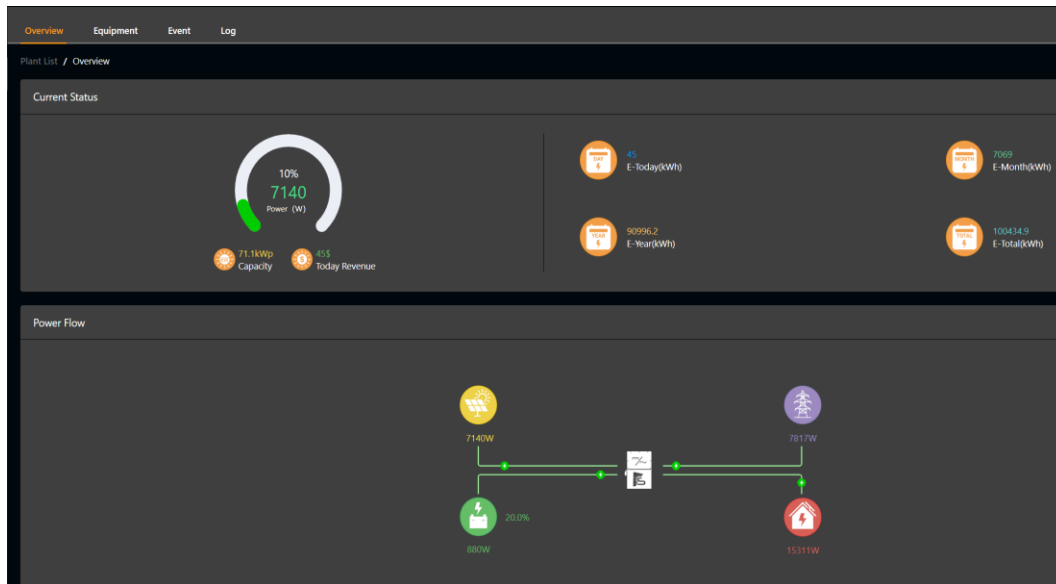 Overview Equipment Event Log
Plant List / Overview
Current Status
10%
7140
Power (W)
71.1kWp
Capacity
45$
Today Revenue
DAY
45
E-Today(kWh)
MONTH
7069
E-Month(kWh)
YEAR
90996.2
E-Year(kWh)
TOTAL
100434.9
E-Total(kWh)
Power Flow
7140W
7817W
20.0%
880W
15311W